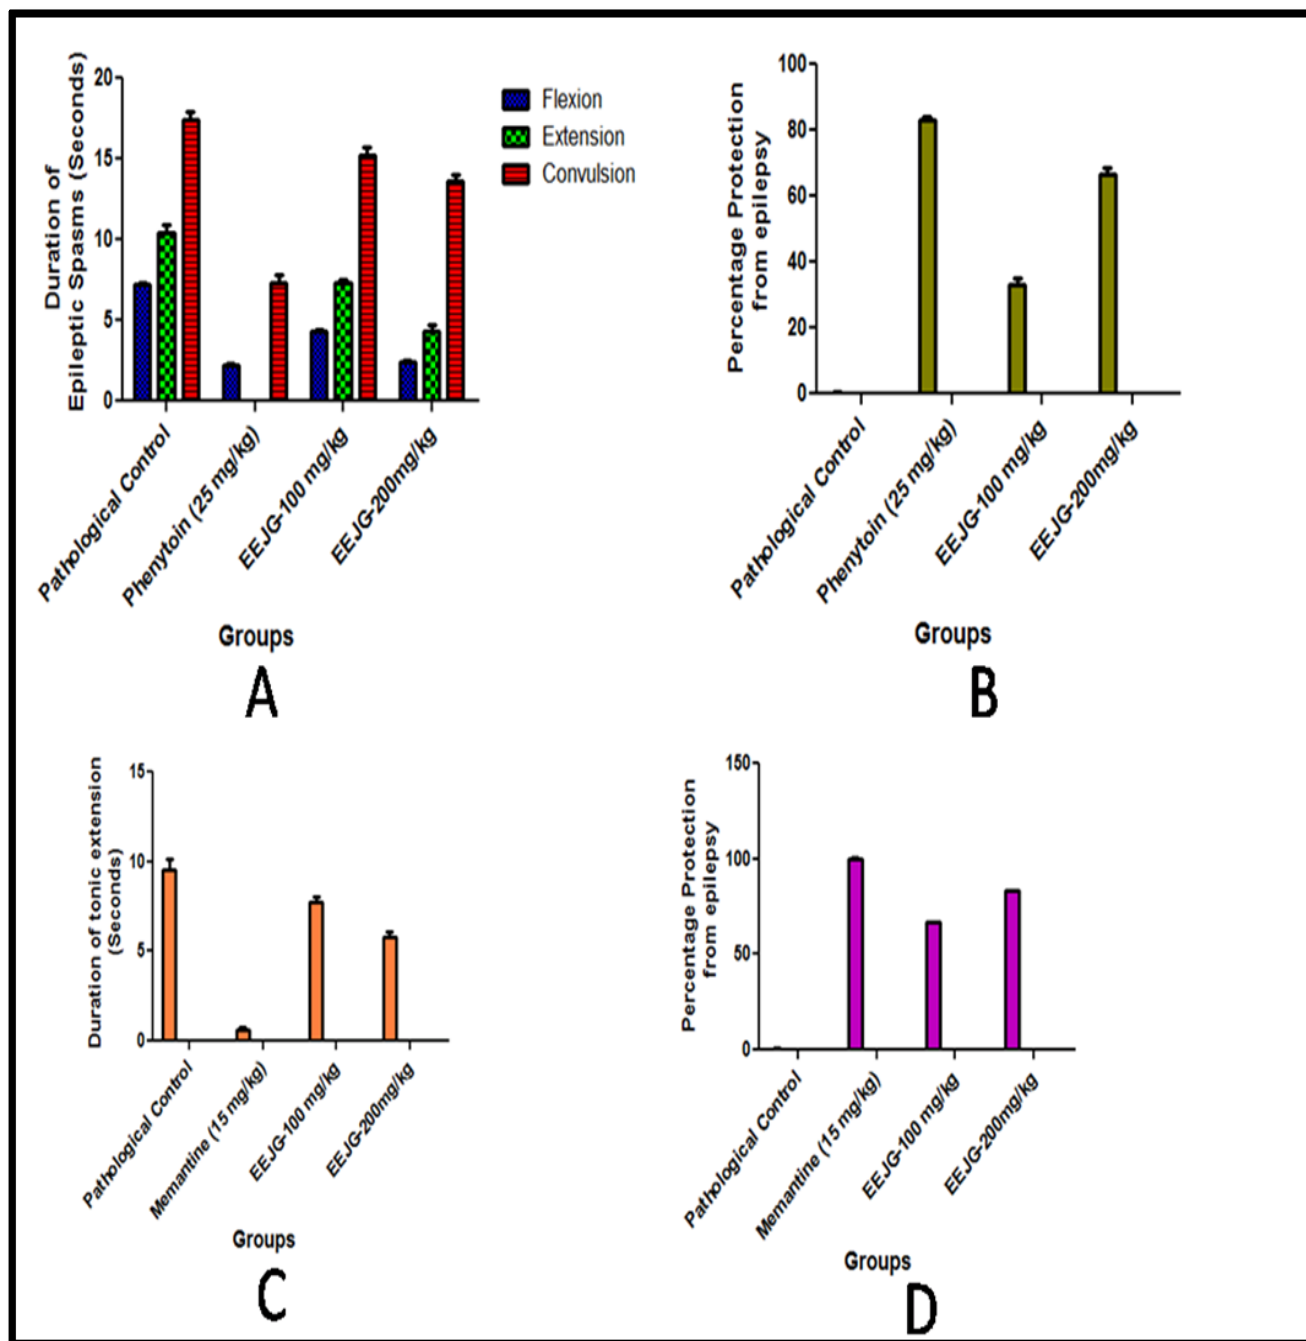 Duration of
Epileptic Spasms (Seconds)
20
15
10
5
0
Flexion
Extension
Convulsion
Pathological Control
Phenytoin (25 mg/kg)
EEJG-100 mg/kg
EEJG-200mg/kg
Groups
A
Percentage Protection
from epilepsy
100
80
60
40
20
0
Pathological Control
Phenytoin (25 mg/kg)
EEJG-100 mg/kg
EEJG-200mg/kg
Groups
B
Duration of tonic extension
(Seconds)
15
10
5
0
Pathological Control
Memantine (15 mg/kg)
EEJG-100 mg/kg
EEJG-200mg/kg
Groups
C
Percentage Protection
from epilepsy
150
100
50
0
Pathological Control
Memantine (15 mg/kg)
EEJG-100 mg/kg
EEJG-200mg/kg
Groups
D